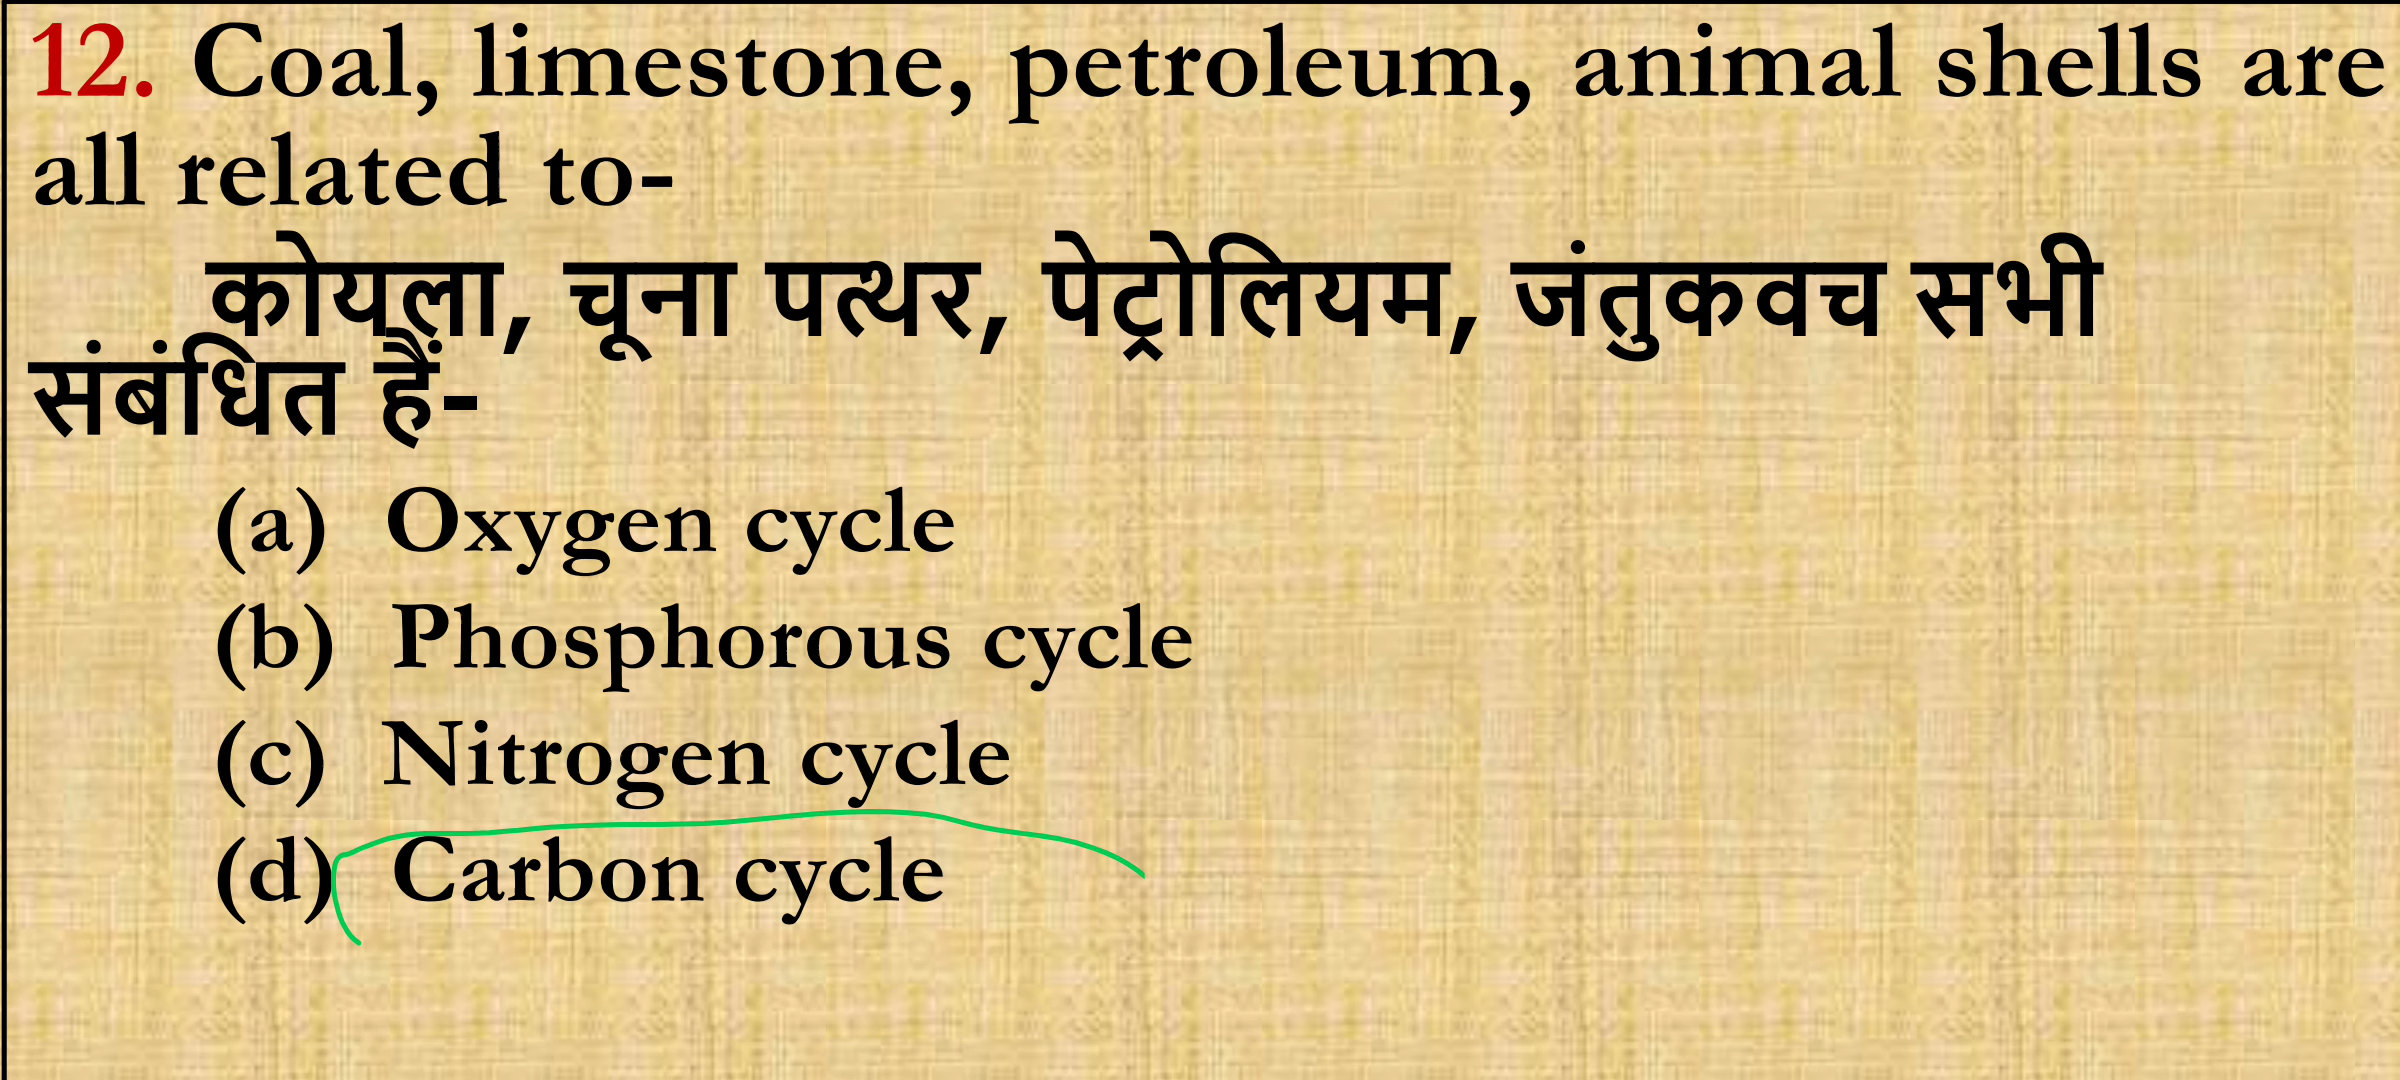 12. Coal, limestone, petroleum, animal shells are
all related to-
कोयला, चूना पत्थर, पेट्रोलियम, जंतुकवच सभी
संबंधित हैं-
(a) Oxygen cycle
(b) Phosphorous cycle
(c) Nitrogen cycle
(d) Carbon cycle